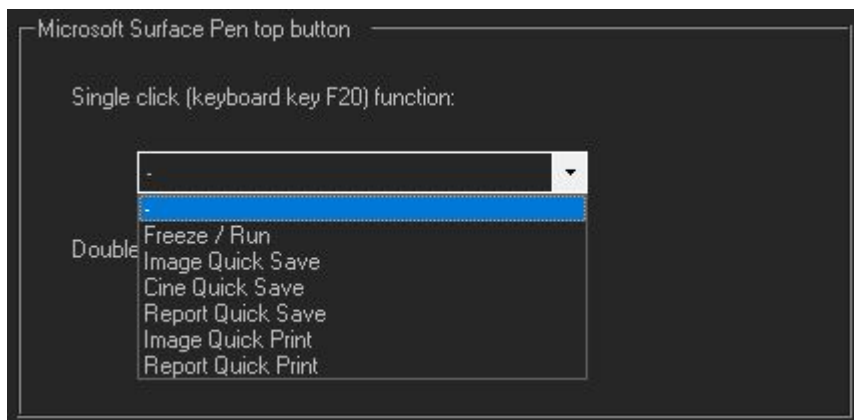 Microsoft Surface Pen top button
Single click (keyboard key F20) function:
-
-
Freeze / Run
Double
Image Quick Save
Cine Quick Save
Report Quick Save
Image Quick Print
Report Quick Print